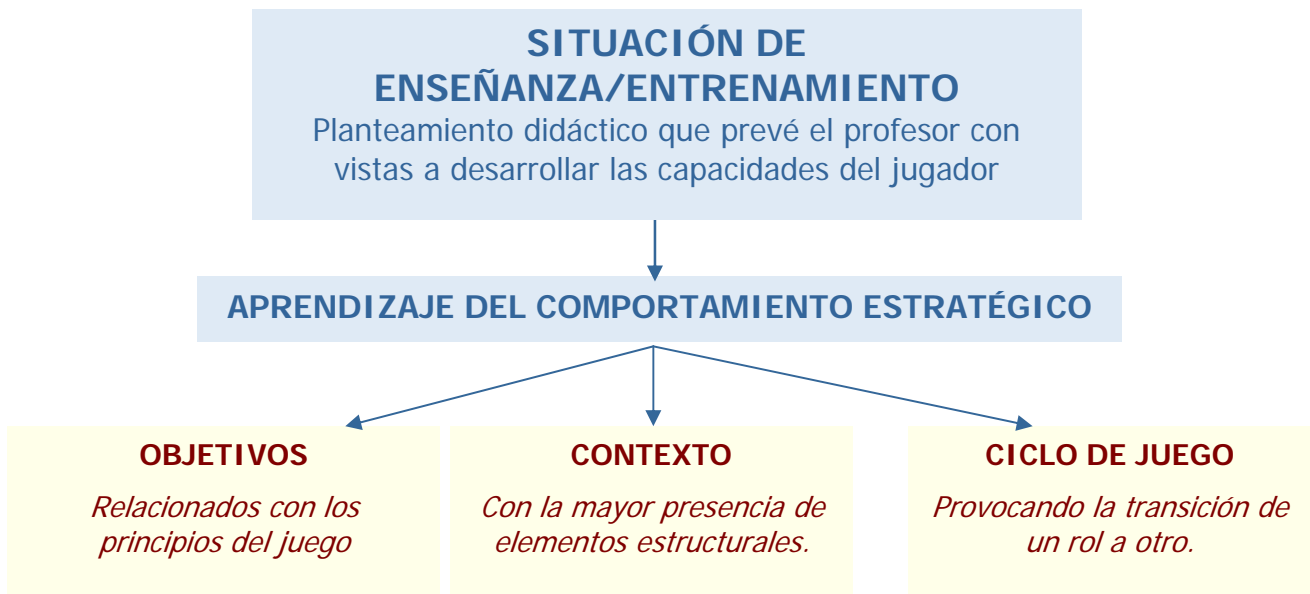 SITUACIÓN DE
ENSEÑANZA/ENTRENAMIENTO
Planteamiento didáctico que prevé el profesor con
vistas a desarrollar las capacidades del jugador
APRENDIZAJE DEL COMPORTAMIENTO ESTRATÉGICO
OBJETIVOS
Relacionados con los
principios del juego
CONTEXTO
Con la mayor presencia de
elementos estructurales.
CICLO DE JUEGO
Provocando la transición de
un rol a otro.